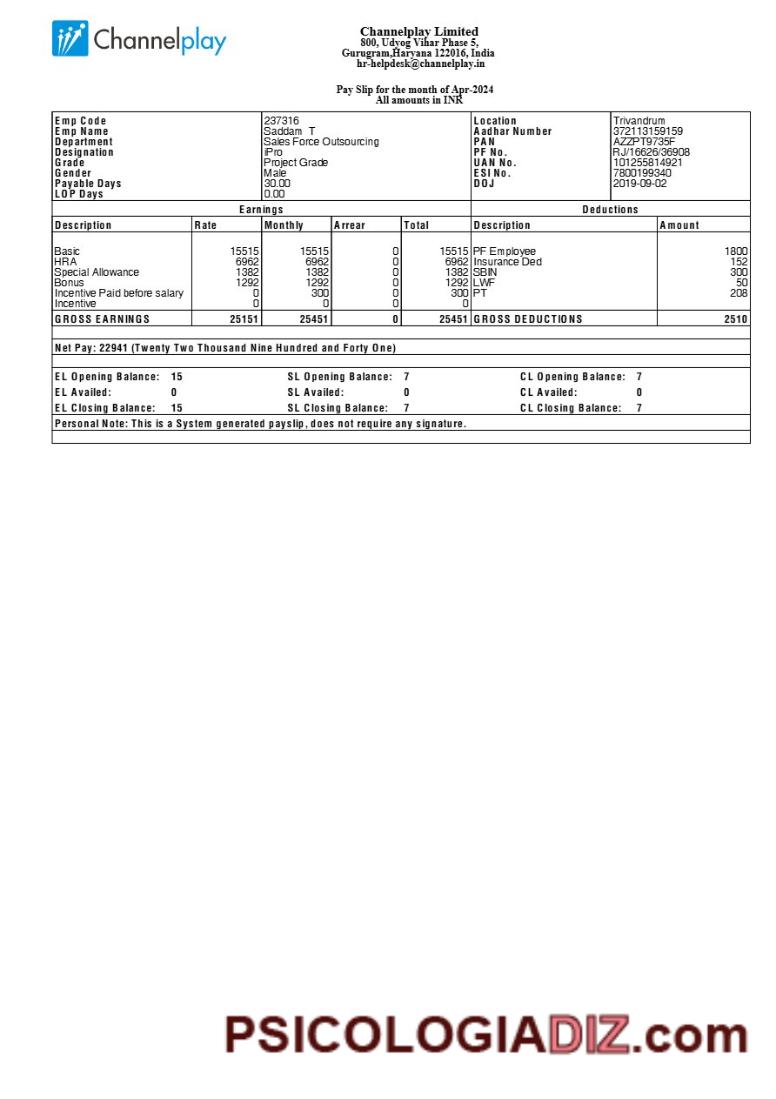 Channelplay
Channelplay Limited
800, Udyog Vihar Phase 5,
Gurugram,Haryana 122016, India
hr-helpdesk@channelplay.in
Pay Slip for the month of Apr-2024
All amounts in INR
Emp Code 237316 Location Trivandrum
Emp Name Saddam T Aadhar Number 372113159159
Department Sales Force Outsourcing PAN AZZPT9735F
Designation iPro PF No. RJ/16626/36908
Grade Project Grade UAN No. 101255814921
Gender Male ESI No. 7800199340
Payable Days 30.00 DOJ 2019-09-02
LOP Days 0.00
Earnings Deductions
Description Rate Monthly Arrear Total Description Amount
Basic 15515 15515 0 15515 PF Employee 1800
HRA 6962 6962 0 6962 Insurance Ded 152
Special Allowance 1382 1382 0 1382 SBIN 300
Bonus 1292 1292 0 1292 LWF 50
Incentive Paid before salary 0 300 0 300 PT 208
Incentive 0 0 0 0
GROSS EARNINGS 25151 25451 0 25451 GROSS DEDUCTIONS 2510
Net Pay: 22941 (Twenty Two Thousand Nine Hundred and Forty One)
EL Opening Balance: 15 SL Opening Balance: 7 CL Opening Balance: 7
EL Availed: 0 SL Availed: 0 CL Availed: 0
EL Closing Balance: 15 SL Closing Balance: 7 CL Closing Balance: 7
Personal Note: This is a System generated payslip, does not require any signature.
PSICOLOGIADIZ.com